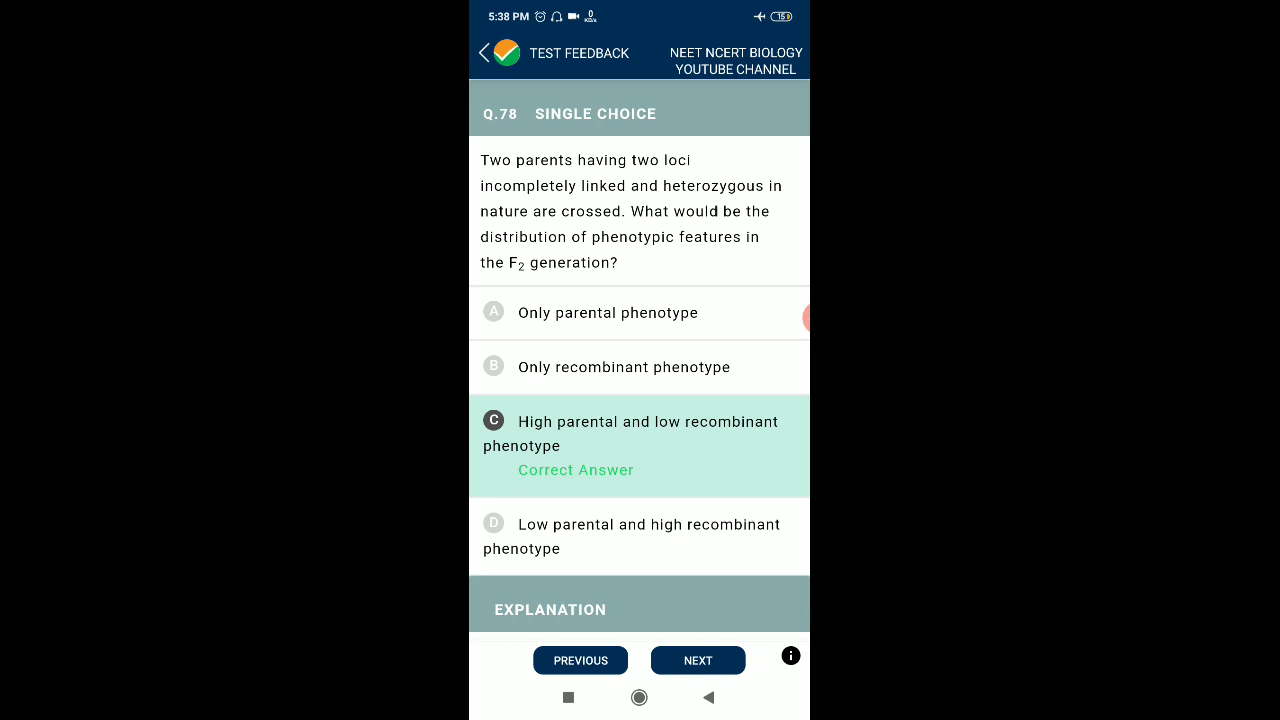 5:38 PM 0 KB/s 15
TEST FEEDBACK
NEET NCERT BIOLOGY
YOUTUBE CHANNEL
Q.78 SINGLE CHOICE
Two parents having two loci
incompletely linked and heterozygous in
nature are crossed. What would be the
distribution of phenotypic features in
the F₂ generation?
A Only parental phenotype
B Only recombinant phenotype
C High parental and low recombinant
phenotype
Correct Answer
D Low parental and high recombinant
phenotype
EXPLANATION
PREVIOUS NEXT i